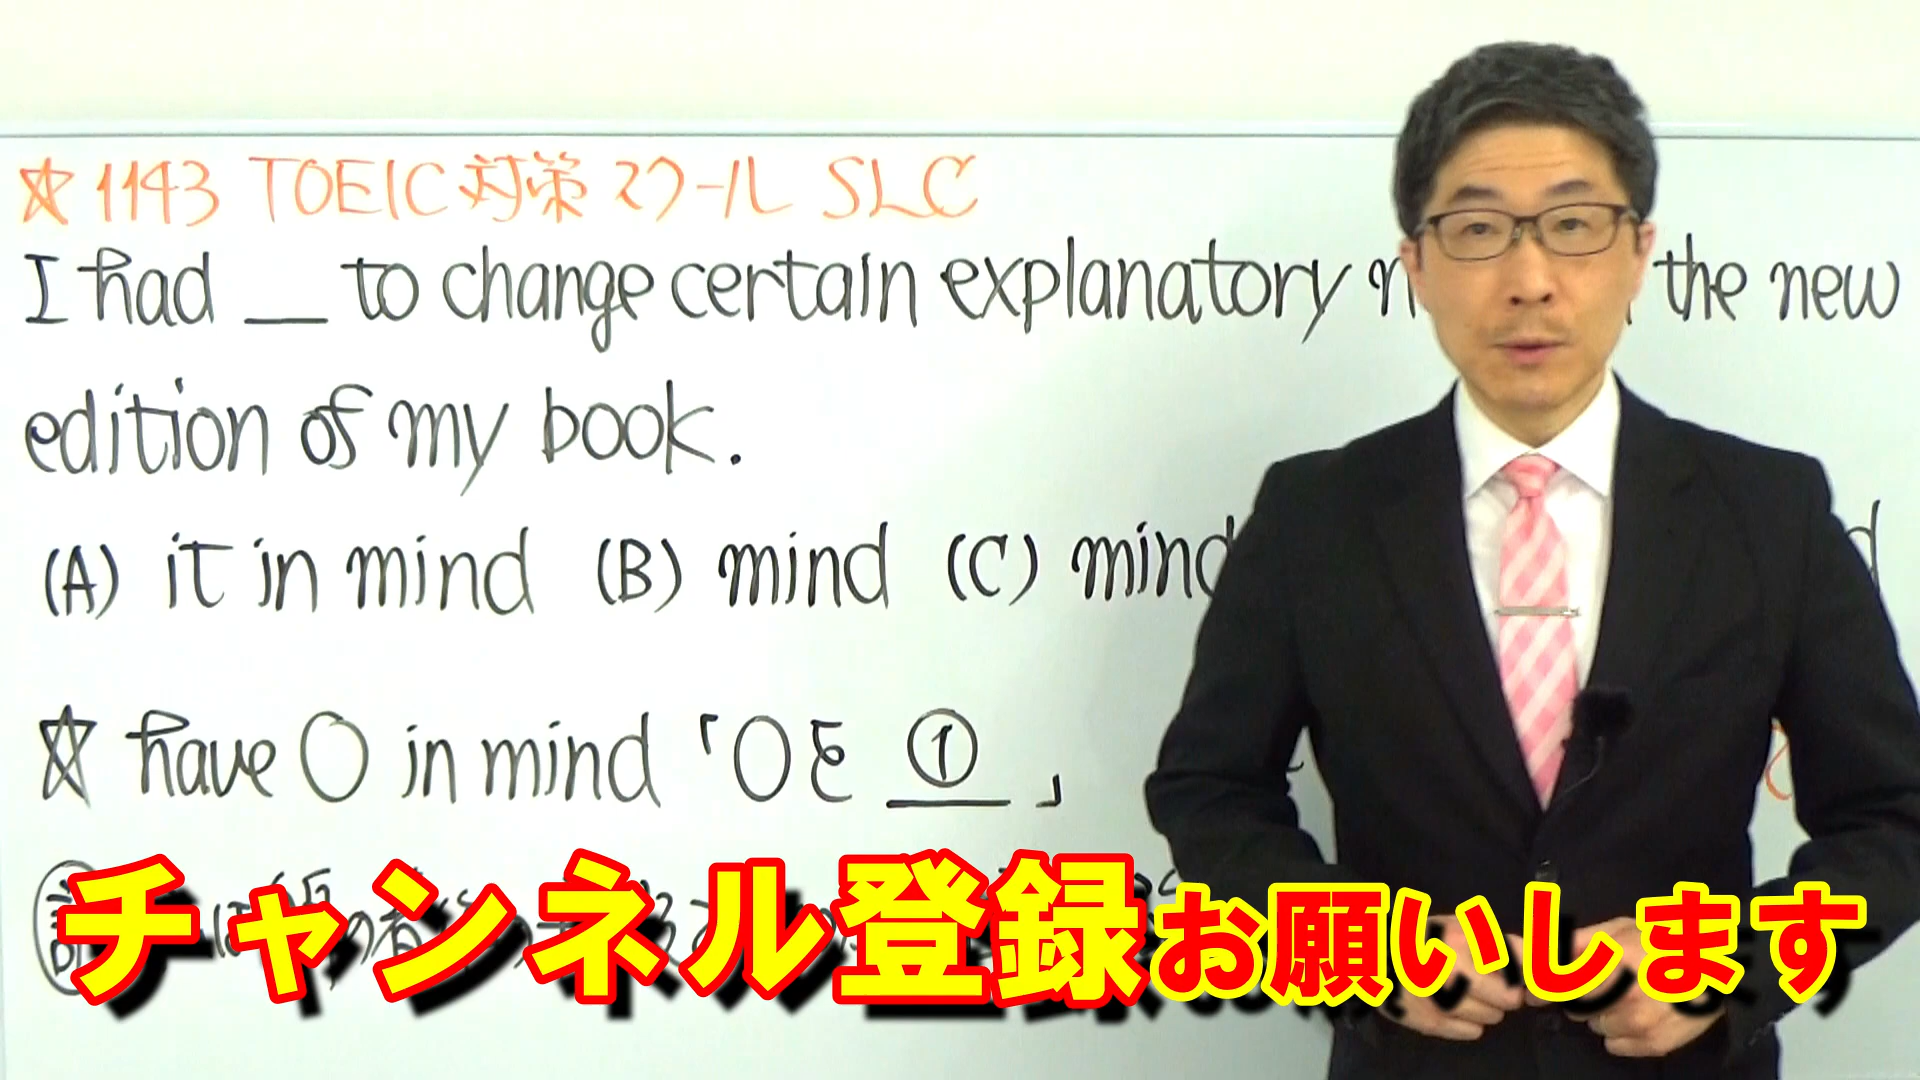 ☆1143 TOEIC対策スクール SLC
I had __ to change certain explanatory the new
edition of my book.
(A) it in mind (B) mind (C) mind
☆ have ○ in mind 「○を ① 」
チャンネル登録お願いします